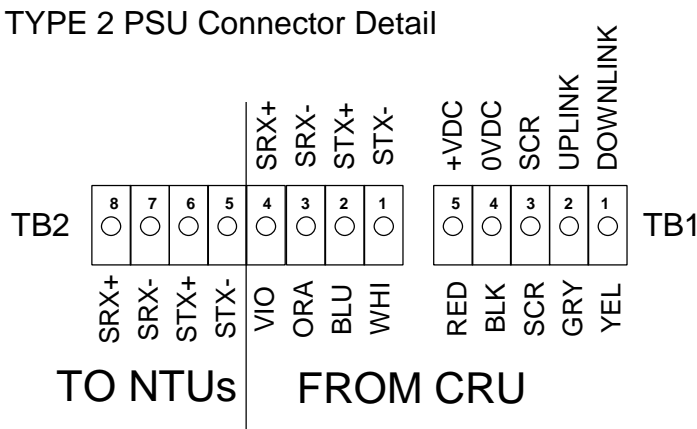 TYPE 2 PSU Connector Detail
SRX+ SRX- STX+ STX- +VDC 0VDC SCR UPLINK DOWNLINK
TB2 8 7 6 5 4 3 2 1 5 4 3 2 1 TB1
SRX+ SRX- STX+ STX- VIO ORA BLU WHI RED BLK SCR GRY YEL
TO NTUs FROM CRU